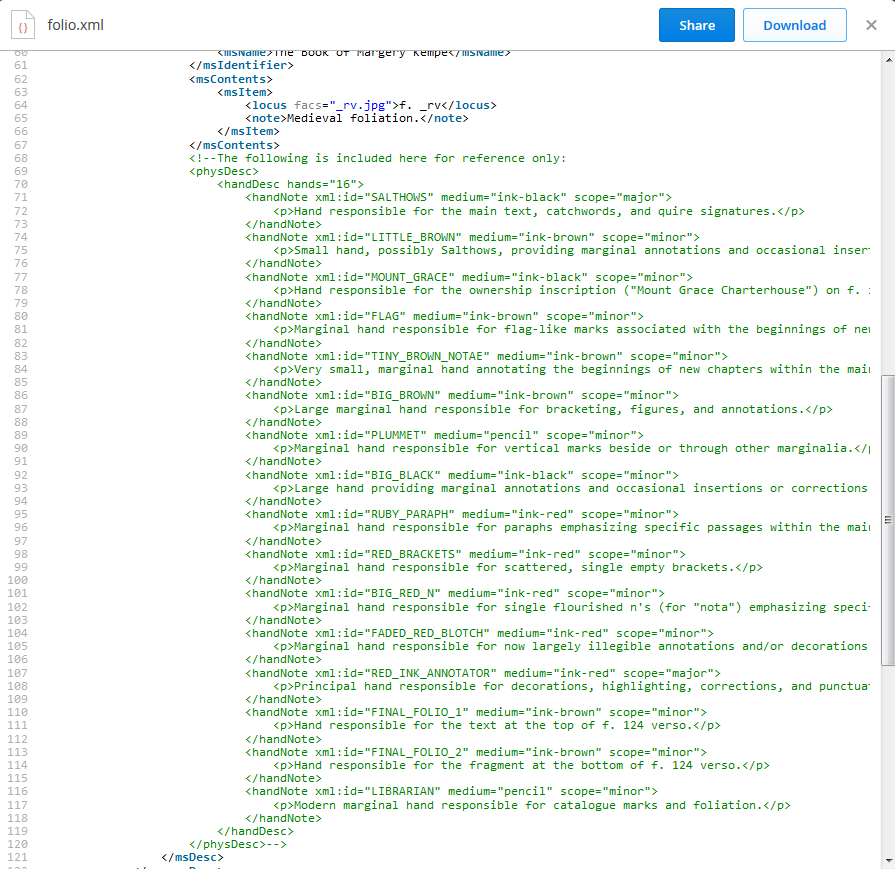 folio.xml
Share
Download
60 <msName>The Book of Margery Kempe</msName>
61 </msIdentifier>
62 <msContents>
63 <msItem>
64 <locus facs="_rv.jpg">f. _rv</locus>
65 <note>Medieval foliation.</note>
66 </msItem>
67 </msContents>
68 <!--The following is included here for reference only:
69 <physDesc>
70 <handDesc hands="16">
71 <handNote xml:id="SALTHOWS" medium="ink-black" scope="major">
72 <p>Hand responsible for the main text, catchwords, and quire signatures.</p>
73 </handNote>
74 <handNote xml:id="LITTLE_BROWN" medium="ink-brown" scope="minor">
75 <p>Small hand, possibly Salthows, providing marginal annotations and occasional inser
76 </handNote>
77 <handNote xml:id="MOUNT_GRACE" medium="ink-black" scope="minor">
78 <p>Hand responsible for the ownership inscription ("Mount Grace Charterhouse") on f.
79 </handNote>
80 <handNote xml:id="FLAG" medium="ink-brown" scope="minor">
81 <p>Marginal hand responsible for flag-like marks associated with the beginnings of ne
82 </handNote>
83 <handNote xml:id="TINY_BROWN_NOTAE" medium="ink-brown" scope="minor">
84 <p>Very small, marginal hand annotating the beginnings of new chapters within the mai
85 </handNote>
86 <handNote xml:id="BIG_BROWN" medium="ink-brown" scope="minor">
87 <p>Large marginal hand responsible for bracketing, figures, and annotations.</p>
88 </handNote>
89 <handNote xml:id="PLUMMET" medium="pencil" scope="minor">
90 <p>Marginal hand responsible for vertical marks beside or through other marginalia.</p
91 </handNote>
92 <handNote xml:id="BIG_BLACK" medium="ink-black" scope="minor">
93 <p>Large hand providing marginal annotations and occasional insertions or corrections
94 </handNote>
95 <handNote xml:id="RUBY_PARAPH" medium="ink-red" scope="minor">
96 <p>Marginal hand responsible for paraphs emphasizing specific passages within the mai
97 </handNote>
98 <handNote xml:id="RED_BRACKETS" medium="ink-red" scope="minor">
99 <p>Marginal hand responsible for scattered, single empty brackets.</p>
100 </handNote>
101 <handNote xml:id="BIG_RED_N" medium="ink-red" scope="minor">
102 <p>Marginal hand responsible for single flourished n's (for "nota") emphasizing speci
103 </handNote>
104 <handNote xml:id="FADED_RED_BLOTCH" medium="ink-red" scope="minor">
105 <p>Marginal hand responsible for now largely illegible annotations and/or decorations
106 </handNote>
107 <handNote xml:id="RED_INK_ANNOTATOR" medium="ink-red" scope="major">
108 <p>Principal hand responsible for decorations, highlighting, corrections, and punctua
109 </handNote>
110 <handNote xml:id="FINAL_FOLIO_1" medium="ink-brown" scope="minor">
111 <p>Hand responsible for the text at the top of f. 124 verso.</p>
112 </handNote>
113 <handNote xml:id="FINAL_FOLIO_2" medium="ink-brown" scope="minor">
114 <p>Hand responsible for the fragment at the bottom of f. 124 verso.</p>
115 </handNote>
116 <handNote xml:id="LIBRARIAN" medium="pencil" scope="minor">
117 <p>Modern marginal hand responsible for catalogue marks and foliation.</p>
118 </handNote>
119 </handDesc>
120 </physDesc>-->
121 </msDesc>